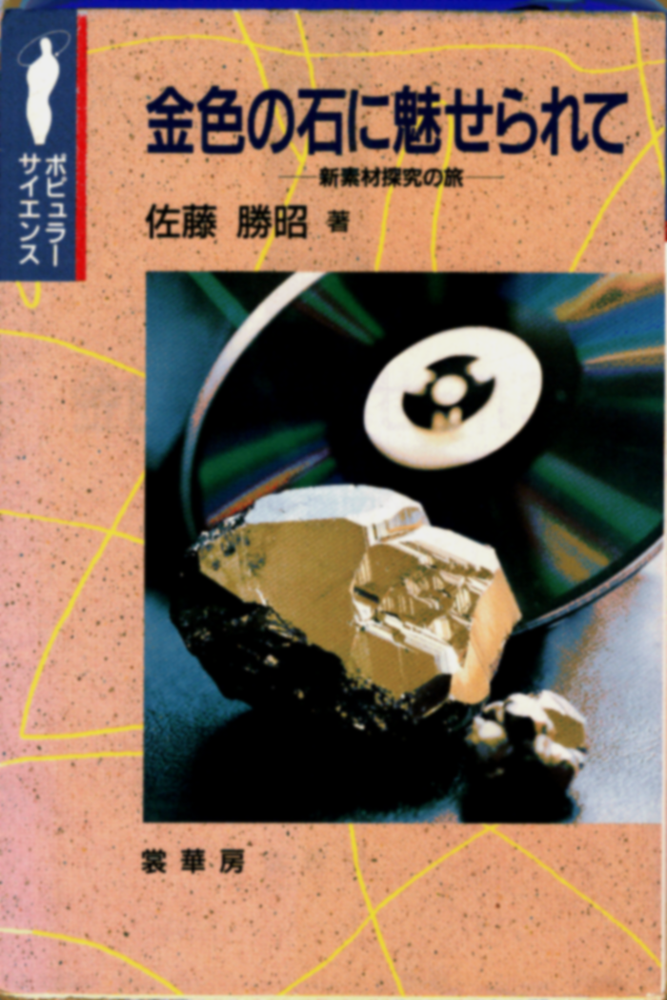 ポピュラー
サイエンス
金色の石に魅せられて
―新素材探究の旅―
佐藤 勝昭 著
裳華房